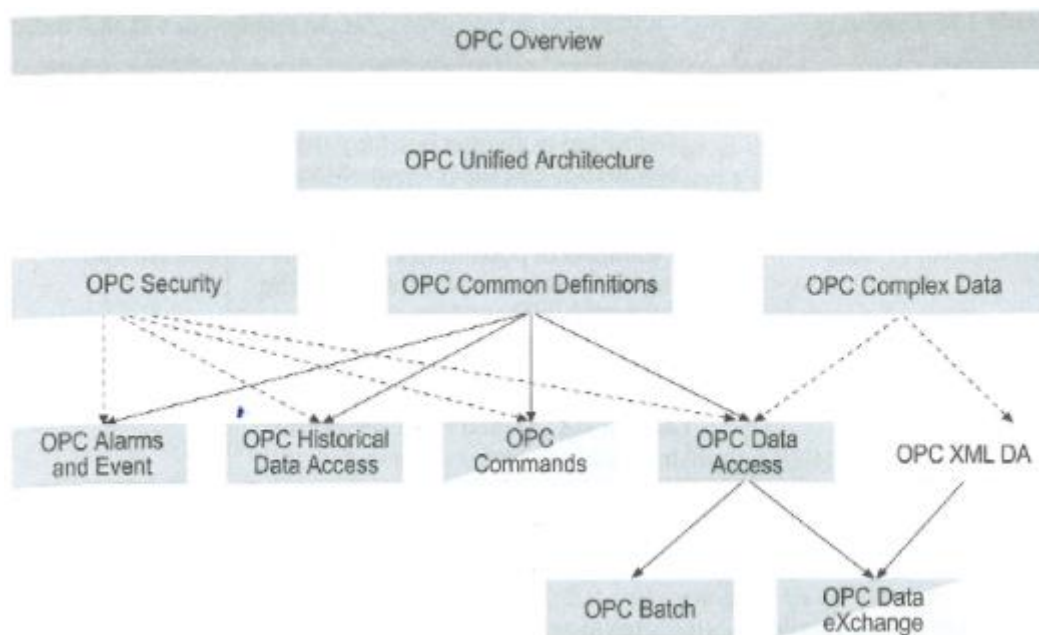 OPC Overview
OPC Unified Architecture
OPC Security
OPC Common Definitions
OPC Complex Data
OPC Alarms
and Event
OPC Historical
Data Access
OPC
Commands
OPC Data
Access
OPC XML DA
OPC Batch
OPC Data
eXchange